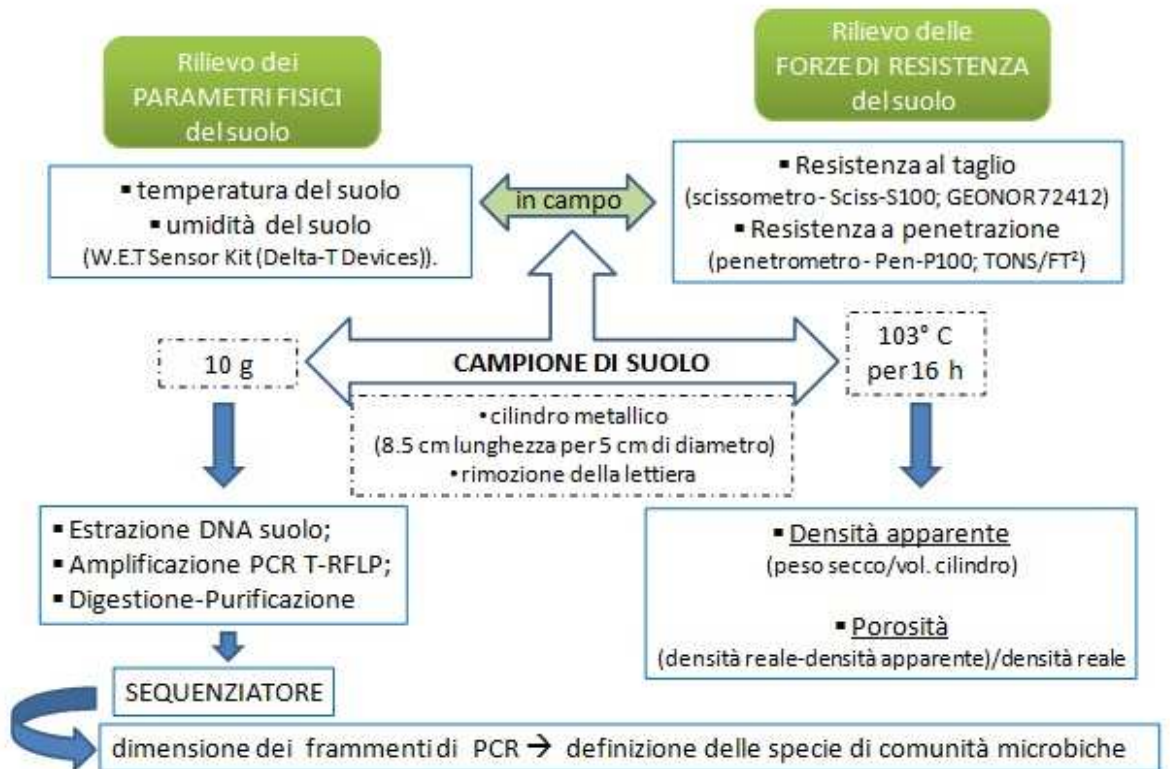 Rilievo dei
PARAMETRI FISICI
del suolo
Rilievo delle
FORZE DI RESISTENZA
del suolo
▪ temperatura del suolo
▪ umidità del suolo
(W.E.T Sensor Kit (Delta-T Devices)).
in campo
▪ Resistenza al taglio
(scissometro - Sciss-S100; GEONOR 72412)
▪ Resistenza a penetrazione
(penetrometro - Pen-P100; TONS/FT²)
10 g
CAMPIONE DI SUOLO
103° C
per 16 h
•cilindro metallico
(8.5 cm lunghezza per 5 cm di diametro)
•rimozione della lettiera
▪ Estrazione DNA suolo;
▪ Amplificazione PCR T-RFLP;
▪ Digestione-Purificazione
▪ Densità apparente
(peso secco/vol. cilindro)
▪ Porosità
(densità reale-densità apparente)/densità reale
SEQUENZIATORE
dimensione dei frammenti di PCR → definizione delle specie di comunità microbiche